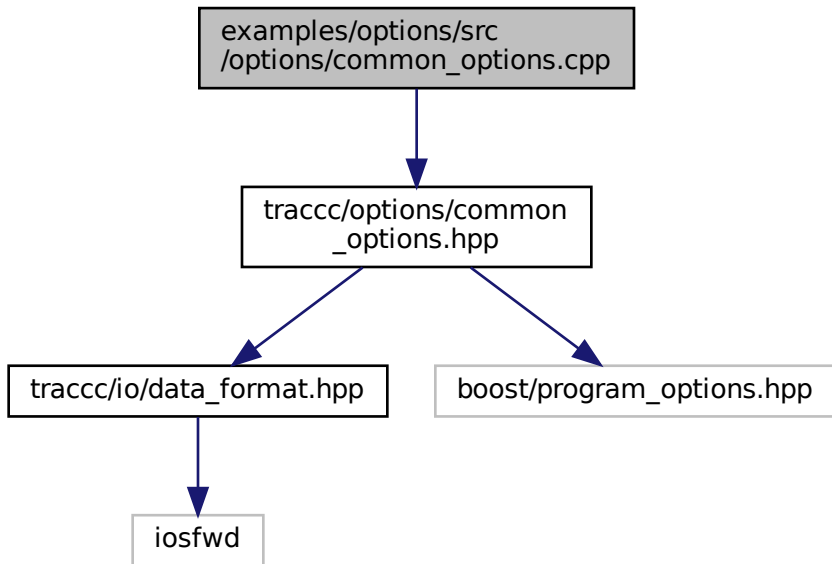 examples/options/src
/options/common_options.cpp
traccc/options/common
_options.hpp
traccc/io/data_format.hpp
boost/program_options.hpp
iosfwd